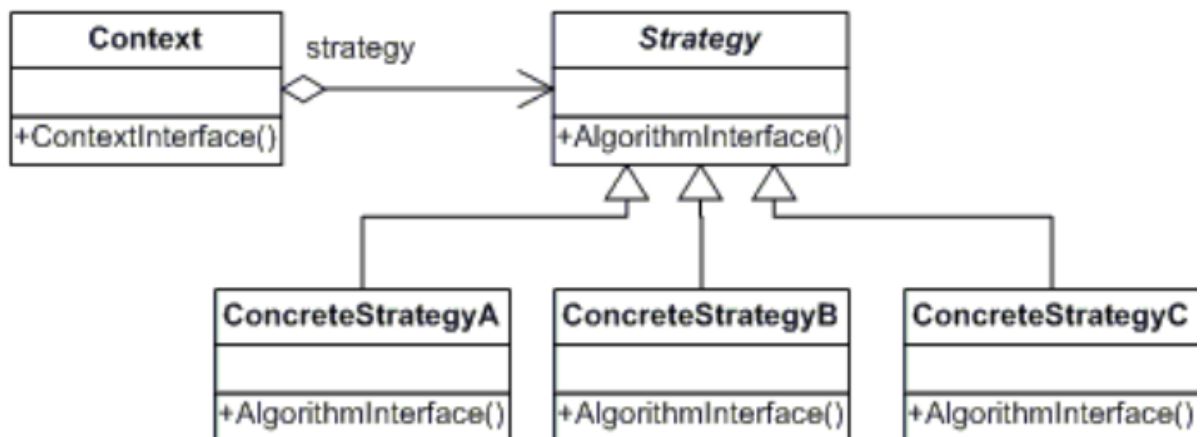 Context
strategy
Strategy
+ContextInterface()
+AlgorithmInterface()
ConcreteStrategyA
ConcreteStrategyB
ConcreteStrategyC
+AlgorithmInterface()
+AlgorithmInterface()
+AlgorithmInterface()